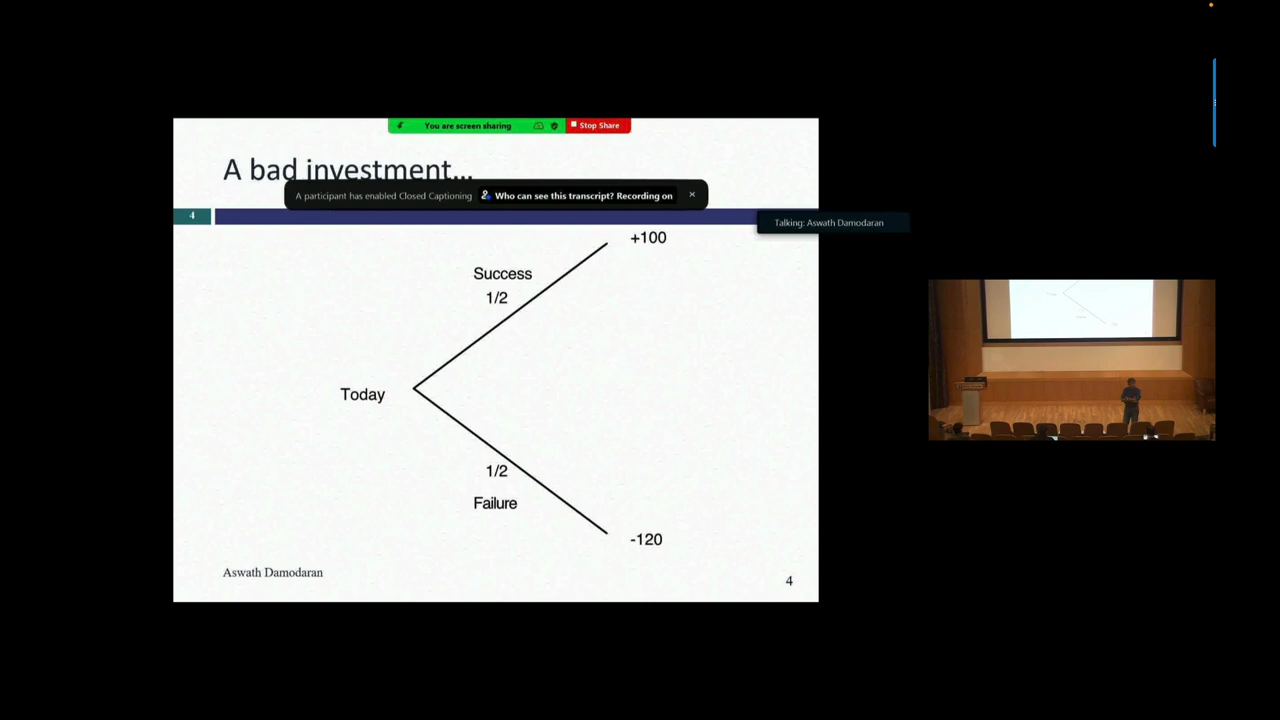 You are screen sharing
Stop Share
A bad investment...
A participant has enabled Closed Captioning
Who can see this transcript? Recording on
4
Talking: Aswath Damodaran
+100
Success
1/2
Today
1/2
Failure
-120
Aswath Damodaran
4